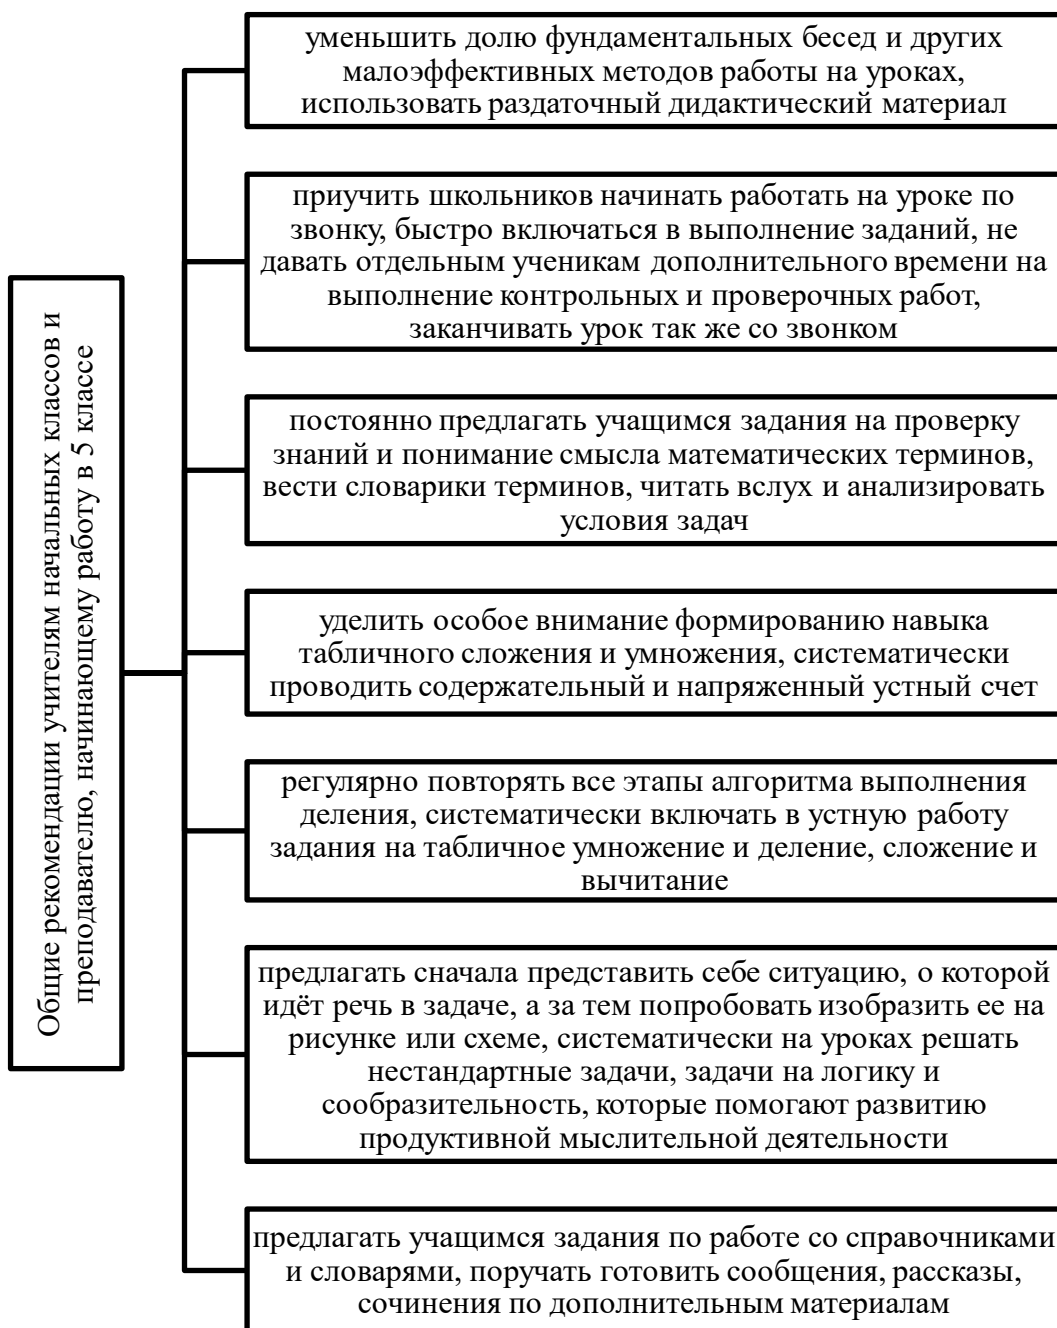 Общие рекомендации учителям начальных классов и
преподавателю, начинающему работу в 5 классе
уменьшить долю фундаментальных бесед и других
малоэффективных методов работы на уроках,
использовать раздаточный дидактический материал
приучить школьников начинать работать на уроке по
звонку, быстро включаться в выполнение заданий, не
давать отдельным ученикам дополнительного времени на
выполнение контрольных и проверочных работ,
заканчивать урок так же со звонком
постоянно предлагать учащимся задания на проверку
знаний и понимание смысла математических терминов,
вести словарики терминов, читать вслух и анализировать
условия задач
уделить особое внимание формированию навыка
табличного сложения и умножения, систематически
проводить содержательный и напряженный устный счет
регулярно повторять все этапы алгоритма выполнения
деления, систематически включать в устную работу
задания на табличное умножение и деление, сложение и
вычитание
предлагать сначала представить себе ситуацию, о которой
идёт речь в задаче, а за тем попробовать изобразить ее на
рисунке или схеме, систематически на уроках решать
нестандартные задачи, задачи на логику и
сообразительность, которые помогают развитию
продуктивной мыслительной деятельности
предлагать учащимся задания по работе со справочниками
и словарями, поручать готовить сообщения, рассказы,
сочинения по дополнительным материалам